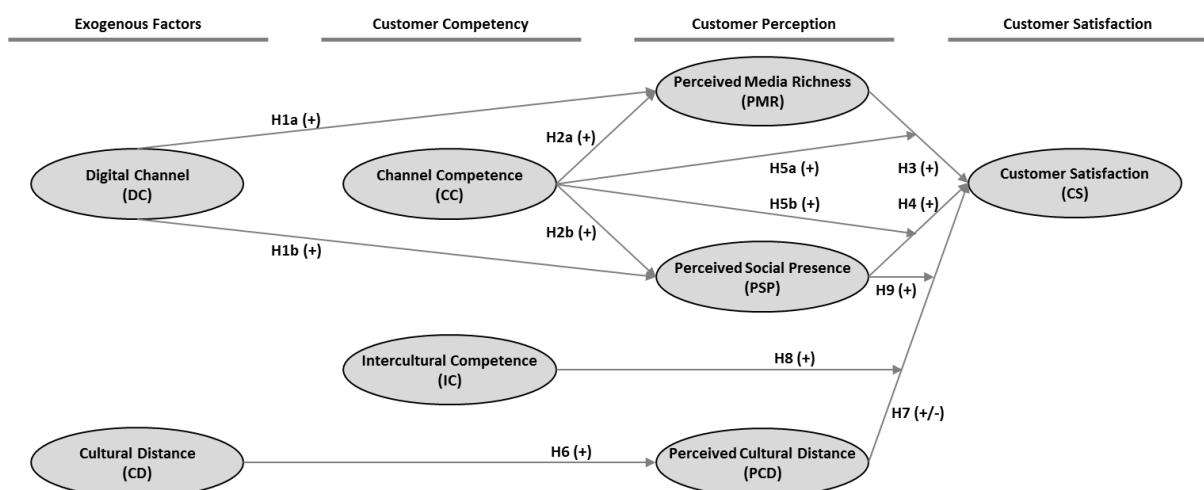 Exogenous Factors
Customer Competency
Customer Perception
Customer Satisfaction
Perceived Media Richness
(PMR)
H1a (+)
H2a (+)
Digital Channel
(DC)
Channel Competence
(CC)
H5a (+)
H3 (+)
Customer Satisfaction
(CS)
H5b (+)
H4 (+)
H2b (+)
H1b (+)
Perceived Social Presence
(PSP)
H9 (+)
Intercultural Competence
(IC)
H8 (+)
H7 (+/-)
Cultural Distance
(CD)
H6 (+)
Perceived Cultural Distance
(PCD)